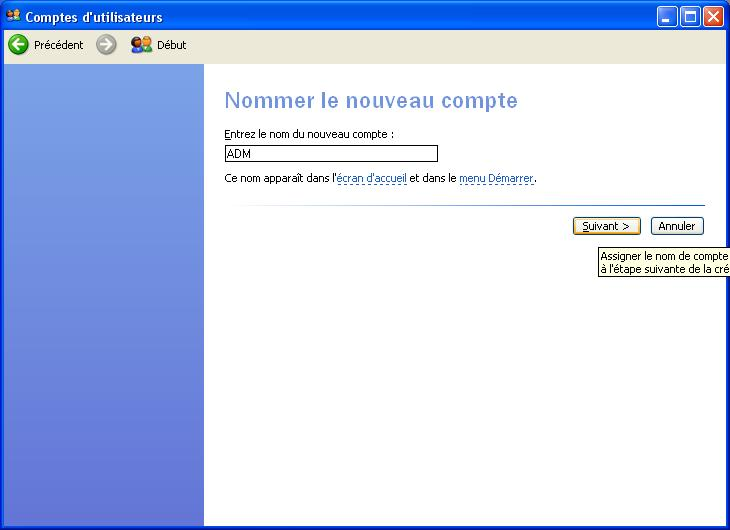 Comptes d'utilisateurs
Précédent
Début
Nommer le nouveau compte
Entrez le nom du nouveau compte :
ADM
Ce nom apparaît dans l'écran d'accueil et dans le menu Démarrer.
Suivant > Annuler
Assigner le nom de compte
à l'étape suivante de la cré